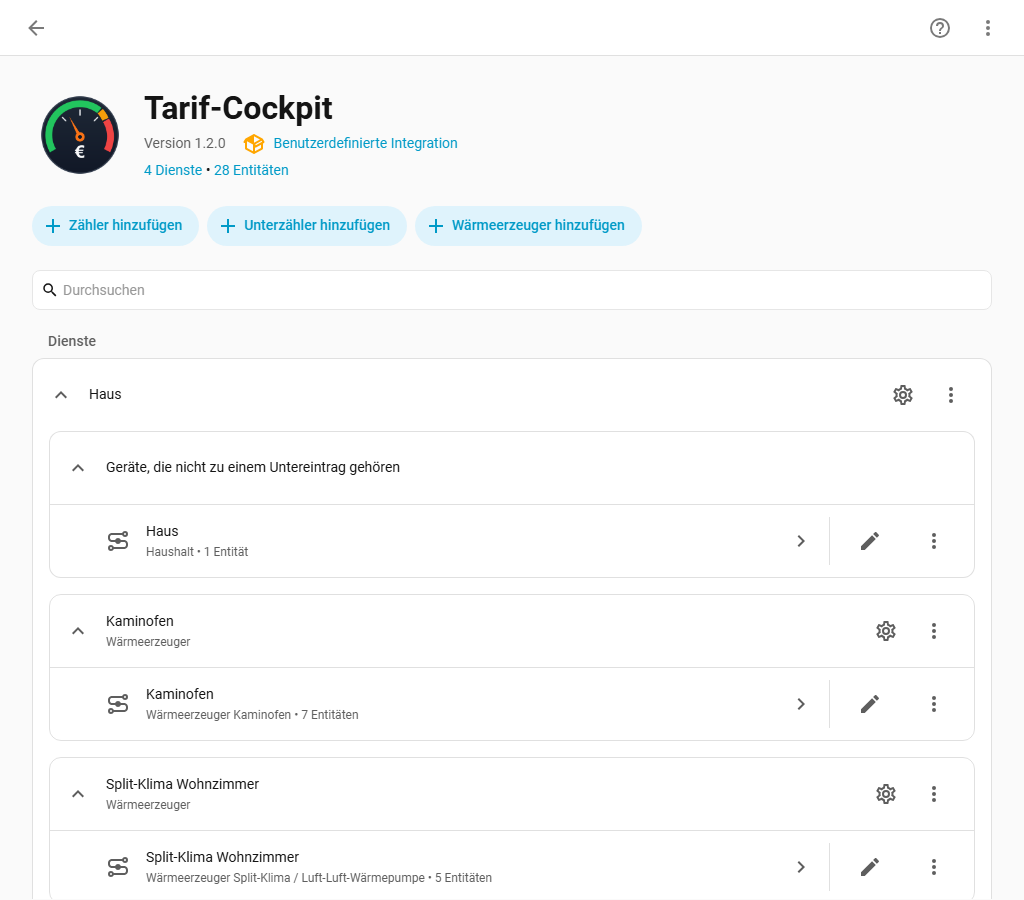 Tarif-Cockpit
Version 1.2.0 Benutzerdefinierte Integration
4 Dienste • 28 Entitäten
Zähler hinzufügen Unterzähler hinzufügen Wärmeerzeuger hinzufügen
Durchsuchen
Dienste
Haus
Geräte, die nicht zu einem Untereintrag gehören
Haus
Haushalt • 1 Entität
Kaminofen
Wärmeerzeuger
Kaminofen
Wärmeerzeuger Kaminofen • 7 Entitäten
Split-Klima Wohnzimmer
Wärmeerzeuger
Split-Klima Wohnzimmer
Wärmeerzeuger Split-Klima / Luft-Luft-Wärmepumpe • 5 Entitäten